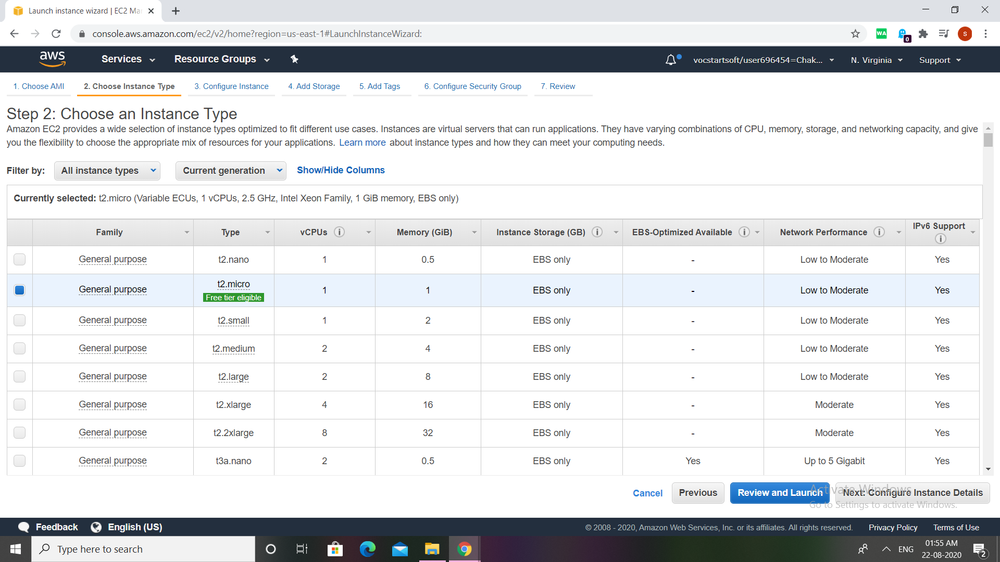 Launch instance wizard | EC2 Mar
console.aws.amazon.com/ec2/v2/home?region=us-east-1#LaunchInstanceWizard:
WA
0
S
aws
Services
Resource Groups
vocstartsoft/user696454=Chak...
N. Virginia
Support
1. Choose AMI
2. Choose Instance Type
3. Configure Instance
4. Add Storage
5. Add Tags
6. Configure Security Group
7. Review
Step 2: Choose an Instance Type
Amazon EC2 provides a wide selection of instance types optimized to fit different use cases. Instances are virtual servers that can run applications. They have varying combinations of CPU, memory, storage, and networking capacity, and give
you the flexibility to choose the appropriate mix of resources for your applications. Learn more about instance types and how they can meet your computing needs.
Filter by: All instance types Current generation Show/Hide Columns
Currently selected: t2.micro (Variable ECUs, 1 vCPUs, 2.5 GHz, Intel Xeon Family, 1 GiB memory, EBS only)
Family Type vCPUs i Memory (GiB) Instance Storage (GB) i EBS-Optimized Available i Network Performance i IPv6 Support i
General purpose t2.nano 1 0.5 EBS only - Low to Moderate Yes
General purpose t2.micro 1 1 EBS only - Low to Moderate Yes
Free tier eligible
General purpose t2.small 1 2 EBS only - Low to Moderate Yes
General purpose t2.medium 2 4 EBS only - Low to Moderate Yes
General purpose t2.large 2 8 EBS only - Low to Moderate Yes
General purpose t2.xlarge 4 16 EBS only - Moderate Yes
General purpose t2.2xlarge 8 32 EBS only - Moderate Yes
General purpose t3a.nano 2 0.5 EBS only Yes Up to 5 Gigabit Yes
Cancel Previous Review and Launch Next: Configure Instance Details
Activate Windows
Go to Settings to activate Windows.
Feedback English (US)
© 2008 - 2020, Amazon Web Services, Inc. or its affiliates. All rights reserved. Privacy Policy Terms of Use
Type here to search
ENG
01:55 AM
22-08-2020
2